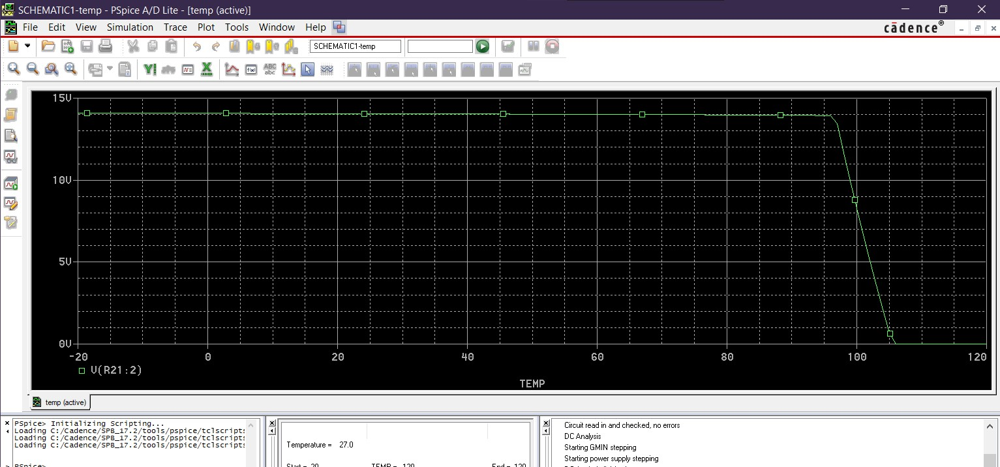 SCHEMATIC1-temp - PSpice A/D Lite - [temp (active)]
File Edit View Simulation Trace Plot Tools Window Help
cādence®
SCHEMATIC1-temp
15V
10V
5V
0V
-20 0 20 40 60 80 100 120
V(R21:2)
TEMP
temp (active)
PSpice> Initializing Scripting...
Loading C:/Cadence/SPB_17.2/tools/pspice/tclscripts
Loading C:/Cadence/SPB_17.2/tools/pspice/tclscripts
Loading C:/Cadence/SPB_17.2/tools/pspice/tclscripts
PSpice>
Temperature = 27.0
TEMP = 120
End = 120
Circuit read in and checked, no errors
DC Analysis
Starting GMIN stepping
Starting power supply stepping